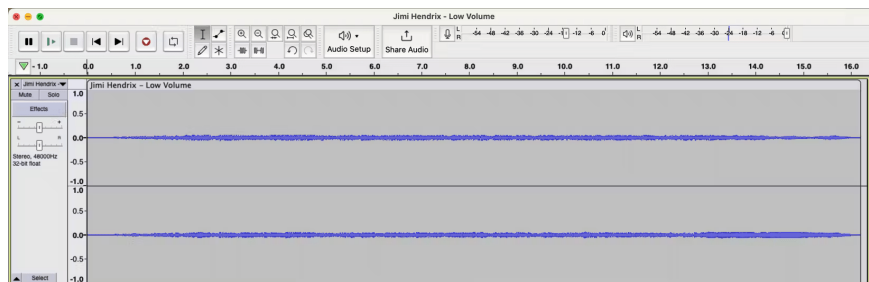 Jimi Hendrix - Low Volume
Audio Setup
Share Audio
L
R
-54 -48 -42 -36 -30 -24 -12 -6 0
L
R
-54 -48 -42 -36 -30 -24 -18 -12 -6
-1.0 0.0 1.0 2.0 3.0 4.0 5.0 6.0 7.0 8.0 9.0 10.0 11.0 12.0 13.0 14.0 15.0 16.0
Jimi Hendrix -
Jimi Hendrix - Low Volume
Mute Solo
Effects
- +
L R
Stereo, 48000Hz
32-bit float
Select
1.0
0.5-
0.0-
-0.5-
-1.0
1.0
0.5-
0.0-
-0.5-
-1.0